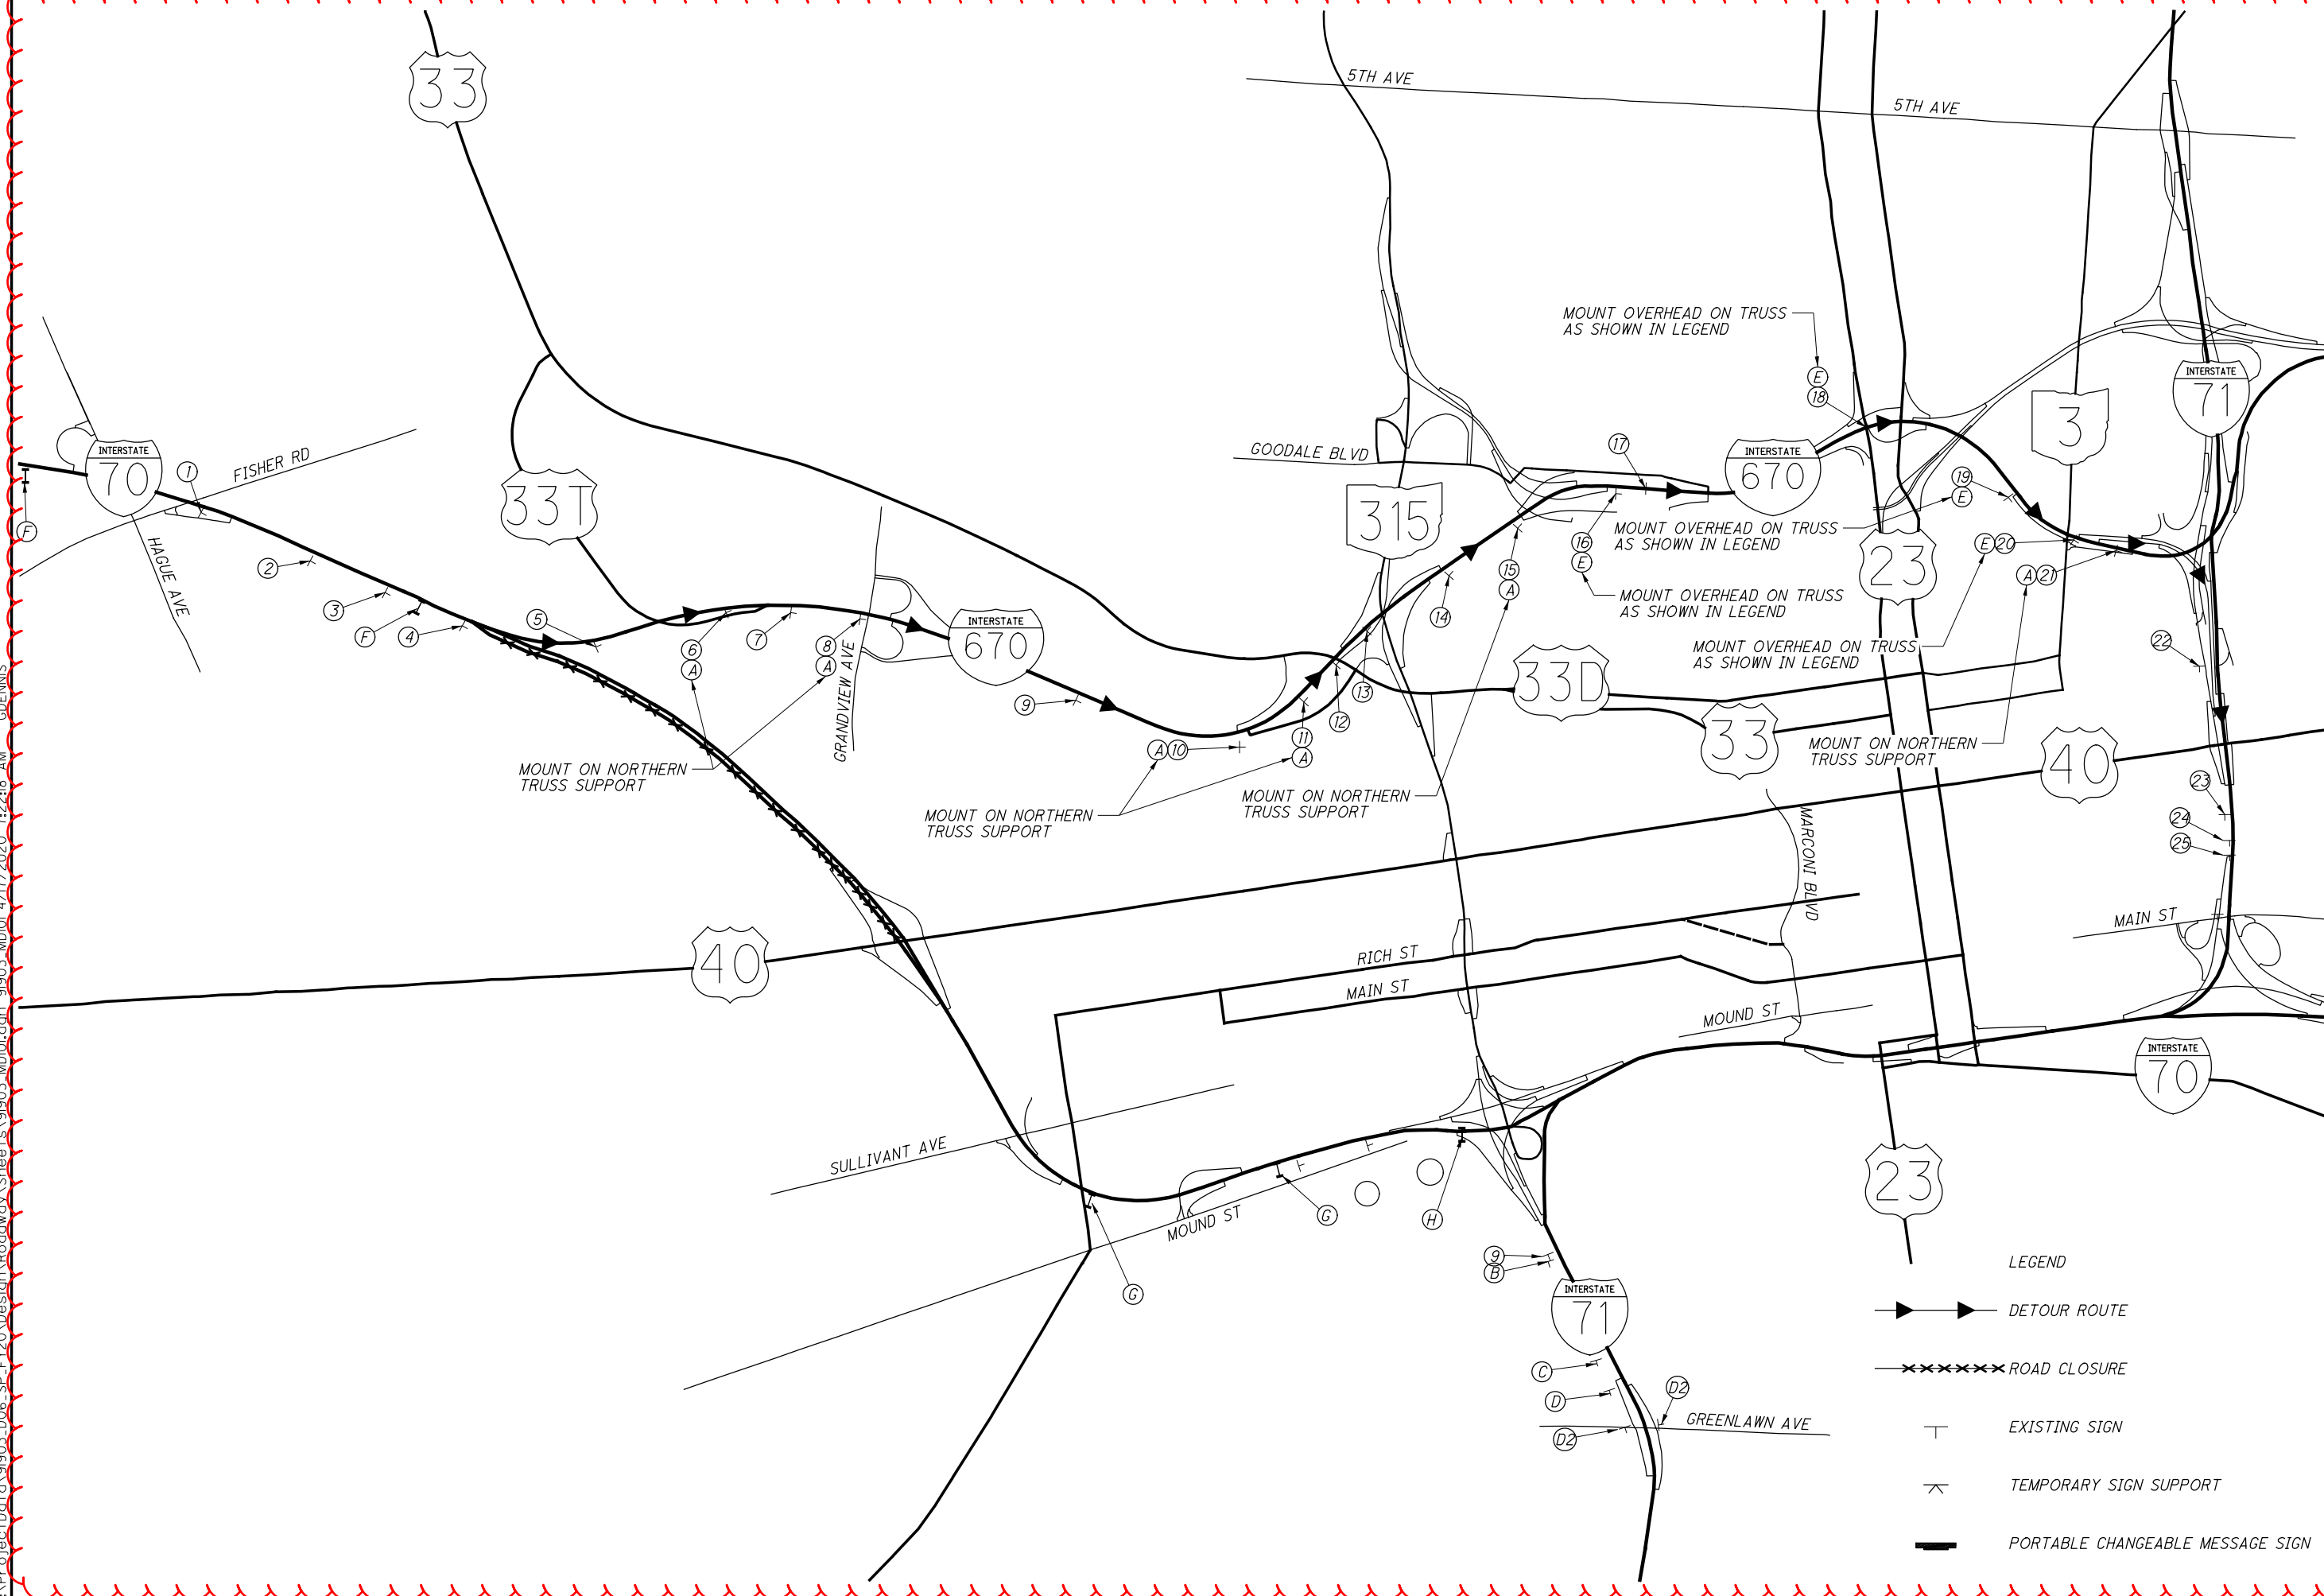 33
5TH AVE
5TH AVE
MOUNT OVERHEAD ON TRUSS
AS SHOWN IN LEGEND
E
18
INTERSTATE
71
3
INTERSTATE
70
1
FISHER RD
F
HAGUE AVE
33T
GOODALE BLVD
17
INTERSTATE
670
19
E
315
MOUNT OVERHEAD ON TRUSS
AS SHOWN IN LEGEND
16
E
15
A
E 20
A 21
23
2
3
F
4
5
6
A
7
8
A
GRANDVIEW AVE
INTERSTATE
670
14
MOUNT OVERHEAD ON TRUSS
AS SHOWN IN LEGEND
MOUNT OVERHEAD ON TRUSS
AS SHOWN IN LEGEND
22
9
13
12
33D
33
A 10
11
A
MOUNT ON NORTHERN
TRUSS SUPPORT
MOUNT ON NORTHERN
TRUSS SUPPORT
MOUNT ON NORTHERN
TRUSS SUPPORT
MOUNT ON NORTHERN
TRUSS SUPPORT
40
23
24
25
MARCONI BLVD
MAIN ST
40
RICH ST
MAIN ST
MOUND ST
INTERSTATE
70
SULLIVANT AVE
MOUND ST
G
G
H
23
9
B
INTERSTATE
71
C
D
D2
D2
GREENLAWN AVE
LEGEND
DETOUR ROUTE
ROAD CLOSURE
EXISTING SIGN
TEMPORARY SIGN SUPPORT
PORTABLE CHANGEABLE MESSAGE SIGN